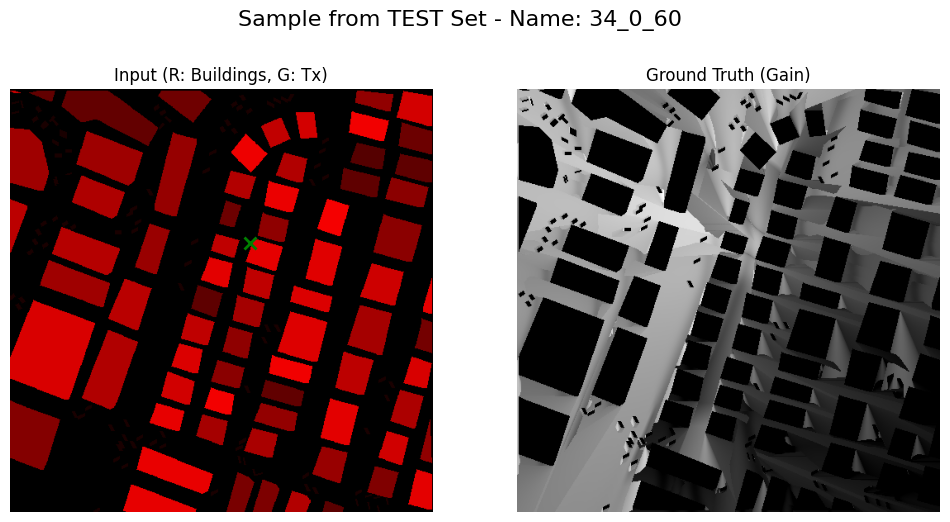 Sample from TEST Set - Name: 34_0_60
Input (R: Buildings, G: Tx)
Ground Truth (Gain)